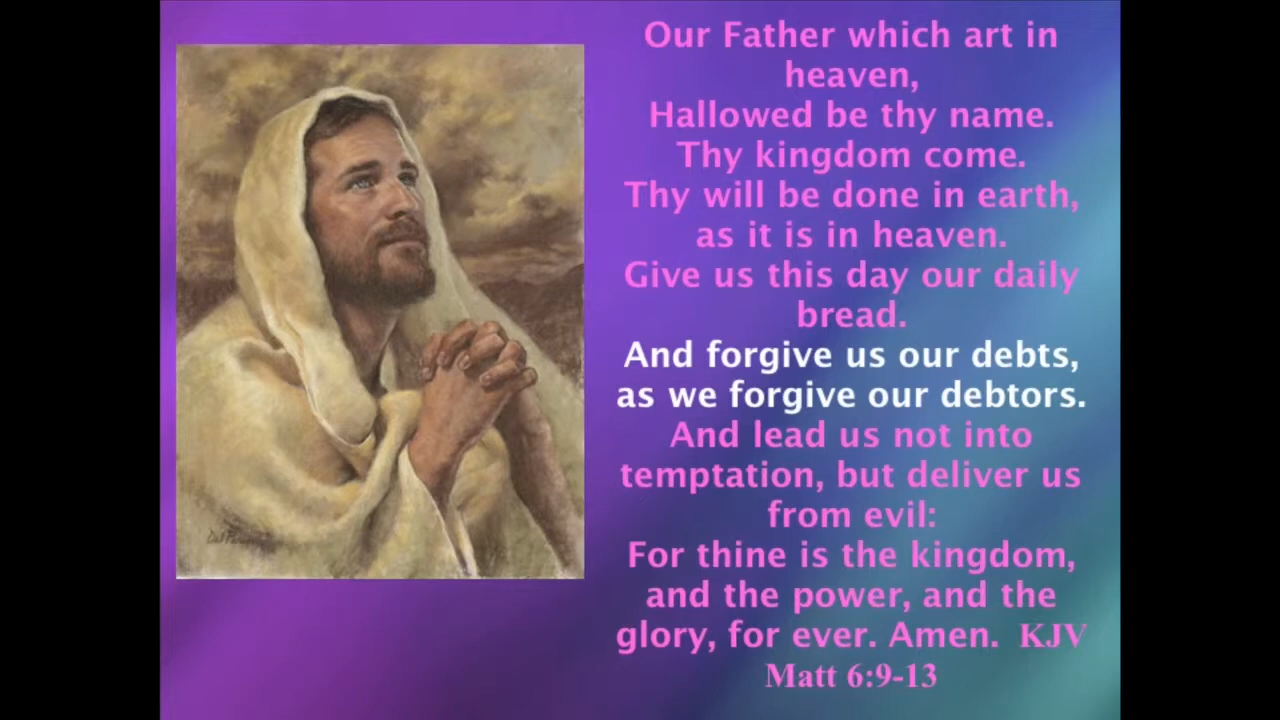 Our Father which art in
heaven,
Hallowed be thy name.
Thy kingdom come.
Thy will be done in earth,
as it is in heaven.
Give us this day our daily
bread.
And forgive us our debts,
as we forgive our debtors.
And lead us not into
temptation, but deliver us
from evil:
For thine is the kingdom,
and the power, and the
glory, for ever. Amen. KJV
Matt 6:9-13